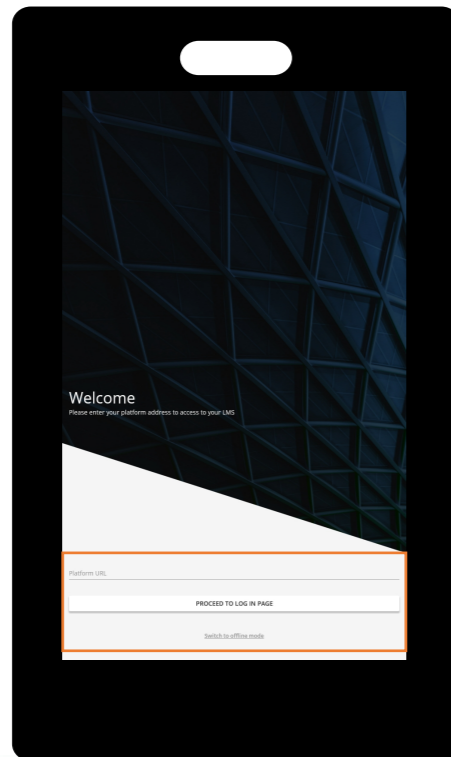 Welcome
Please enter your platform address to access to your LMS
Platform URL
PROCEED TO LOG IN PAGE
Switch to offline mode